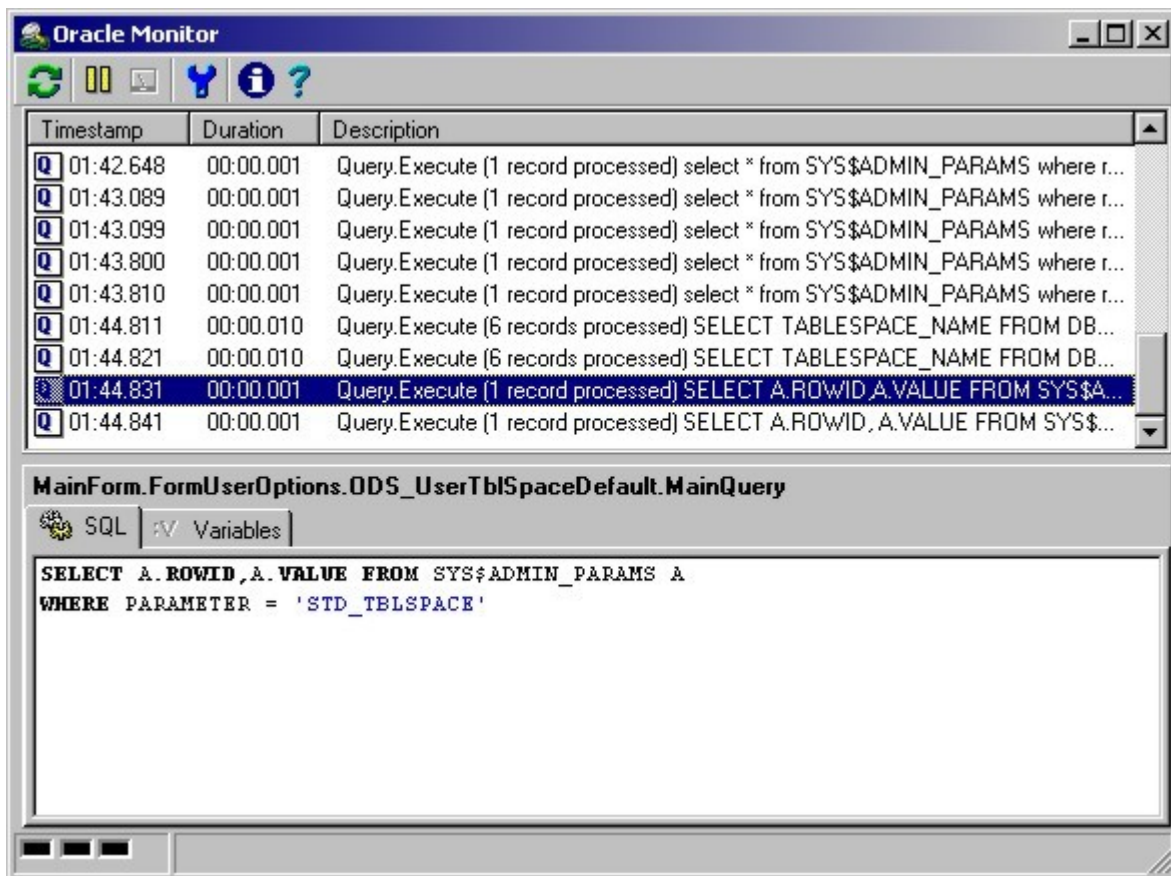 Oracle Monitor
Timestamp Duration Description
Q 01:42.648 00:00.001 Query.Execute (1 record processed) select * from SYS$ADMIN_PARAMS where r...
Q 01:43.089 00:00.001 Query.Execute (1 record processed) select * from SYS$ADMIN_PARAMS where r...
Q 01:43.099 00:00.001 Query.Execute (1 record processed) select * from SYS$ADMIN_PARAMS where r...
Q 01:43.800 00:00.001 Query.Execute (1 record processed) select * from SYS$ADMIN_PARAMS where r...
Q 01:43.810 00:00.001 Query.Execute (1 record processed) select * from SYS$ADMIN_PARAMS where r...
Q 01:44.811 00:00.010 Query.Execute (6 records processed) SELECT TABLESPACE_NAME FROM DB...
Q 01:44.821 00:00.010 Query.Execute (6 records processed) SELECT TABLESPACE_NAME FROM DB...
01:44.831 00:00.001 Query.Execute (1 record processed) SELECT A.ROWID,A.VALUE FROM SYS$A...
Q 01:44.841 00:00.001 Query.Execute (1 record processed) SELECT A.ROWID, A.VALUE FROM SYS$...
MainForm.FormUserOptions.ODS_UserTblSpaceDefault.MainQuery
SQL :V Variables
SELECT A.ROWID,A.VALUE FROM SYS$ADMIN_PARAMS A
WHERE PARAMETER = 'STD_TBLSPACE'